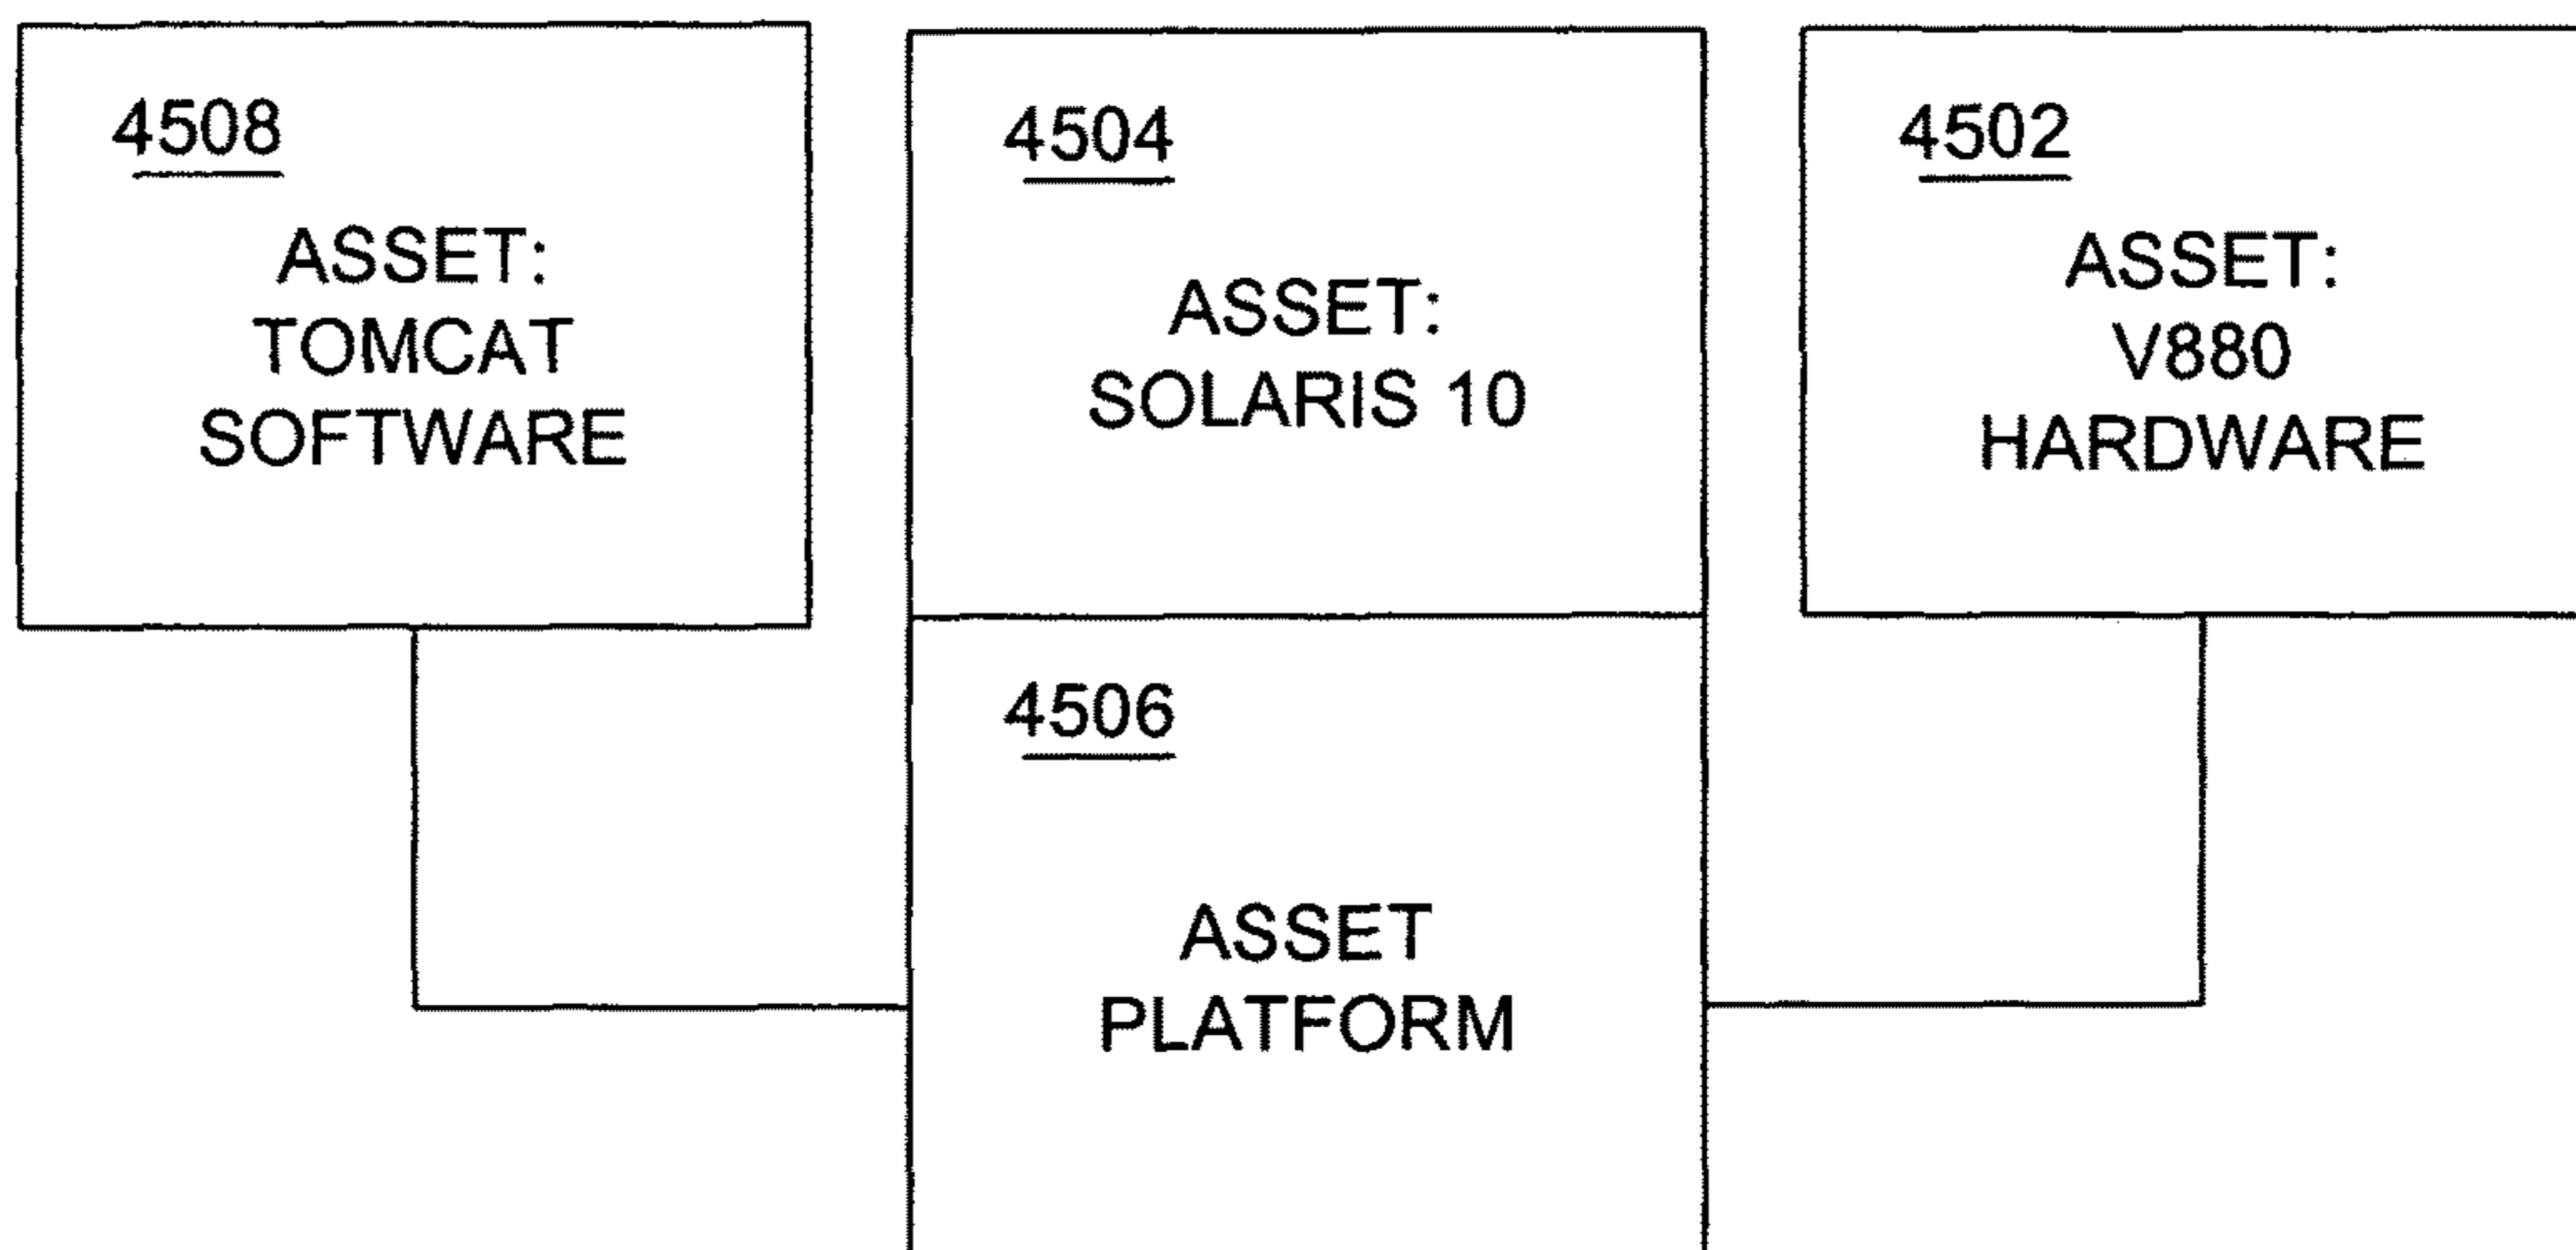 4508
ASSET:
TOMCAT
SOFTWARE
4504
ASSET:
SOLARIS 10
4502
ASSET:
V880
HARDWARE
4506
ASSET
PLATFORM